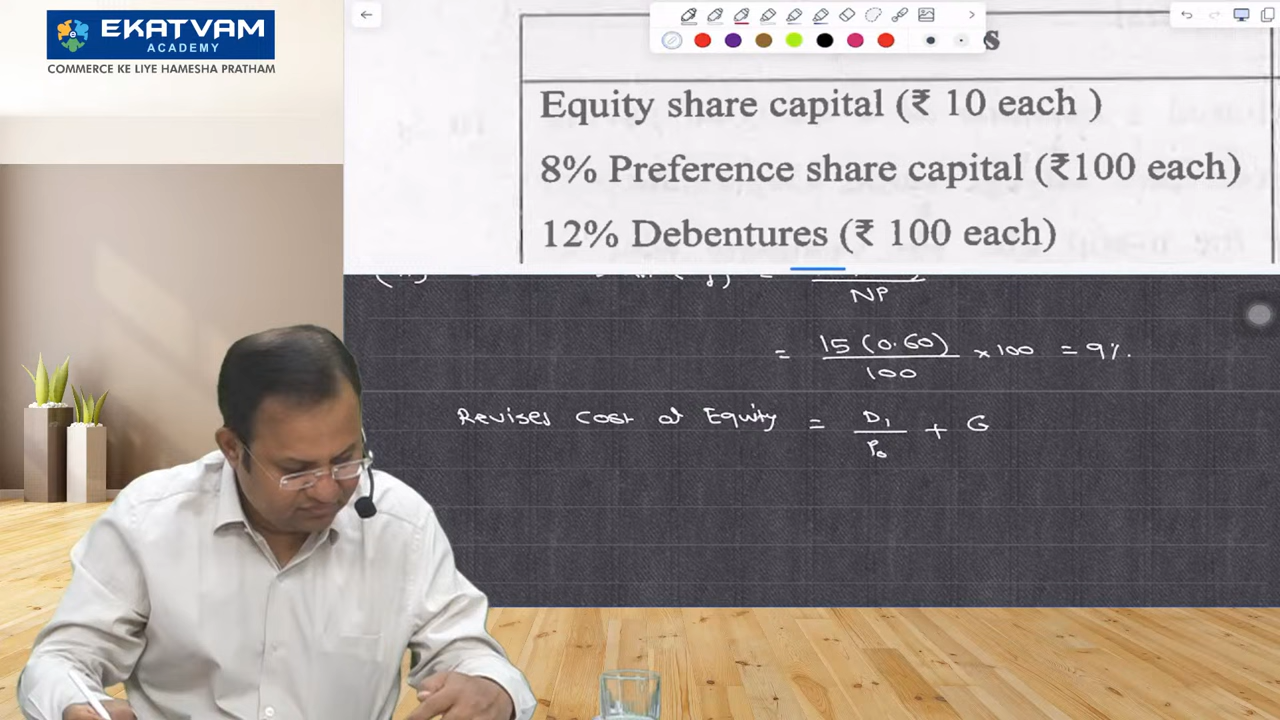 EKATVAM
ACADEMY
COMMERCE KE LIYE HAMESHA PRATHAM
s
Equity share capital (₹ 10 each )
8% Preference share capital (₹100 each)
12% Debentures (₹ 100 each)
NP
= 15 (0.60) / 100 × 100 = 9%.
Revises Cost of Equity = D₁ / P₀ + G